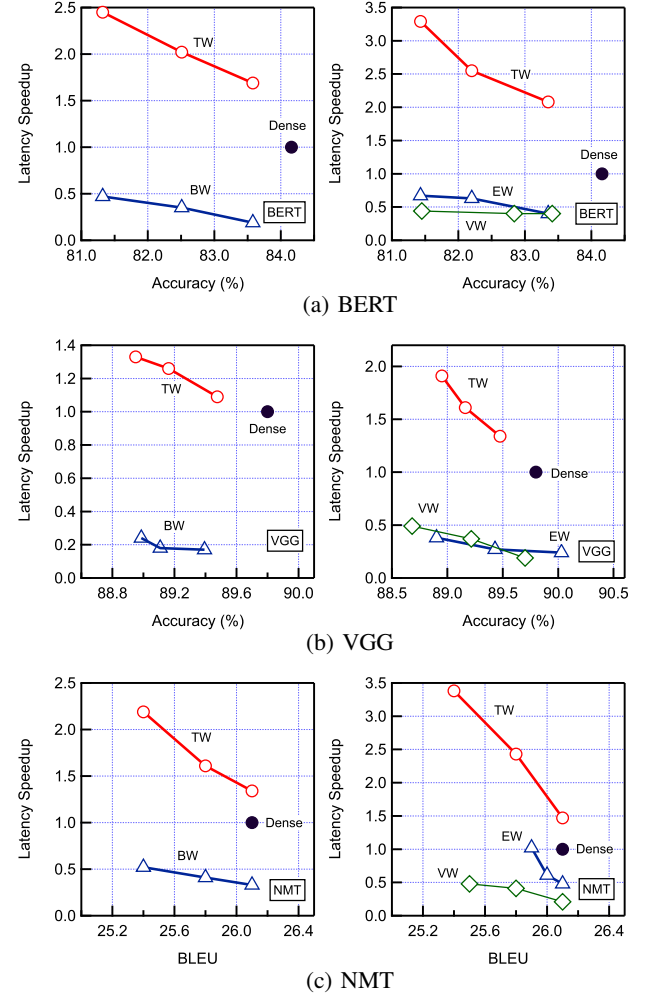 2.5
2.0
1.5
1.0
0.5
0.0
Latency Speedup
TW
Dense
BW
BERT
81.0 82.0 83.0 84.0
Accuracy (%)
3.5
3.0
2.5
2.0
1.5
1.0
0.5
0.0
Latency Speedup
TW
Dense
EW
VW
BERT
81.0 82.0 83.0 84.0
Accuracy (%)
(a) BERT
1.4
1.2
1.0
0.8
0.6
0.4
0.2
0.0
Latency Speedup
TW
Dense
BW
VGG
88.8 89.2 89.6 90.0
Accuracy (%)
2.0
1.5
1.0
0.5
0.0
Latency Speedup
TW
Dense
VW
EW
VGG
88.5 89.0 89.5 90.0 90.5
Accuracy (%)
(b) VGG
2.5
2.0
1.5
1.0
0.5
0.0
Latency Speedup
TW
Dense
BW
NMT
25.2 25.6 26.0 26.4
BLEU
3.5
3.0
2.5
2.0
1.5
1.0
0.5
0.0
Latency Speedup
TW
EW
Dense
VW
NMT
25.2 25.6 26.0 26.4
BLEU
(c) NMT